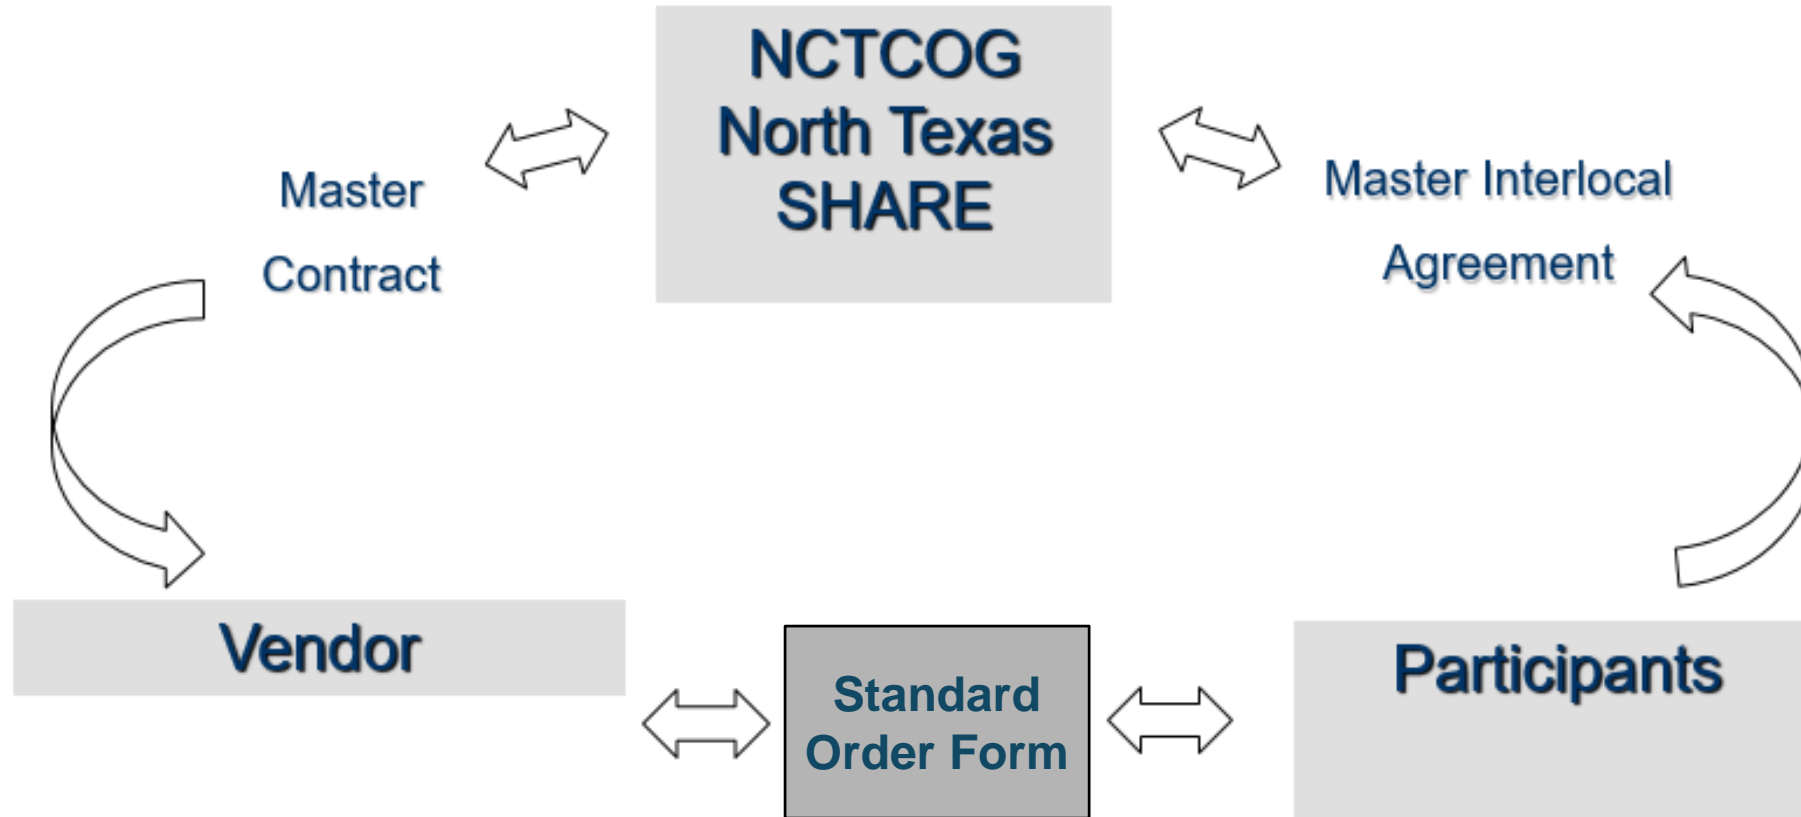 NCTCOG
North Texas
SHARE
Master
Contract
Master Interlocal
Agreement
Vendor
Standard
Order Form
Participants